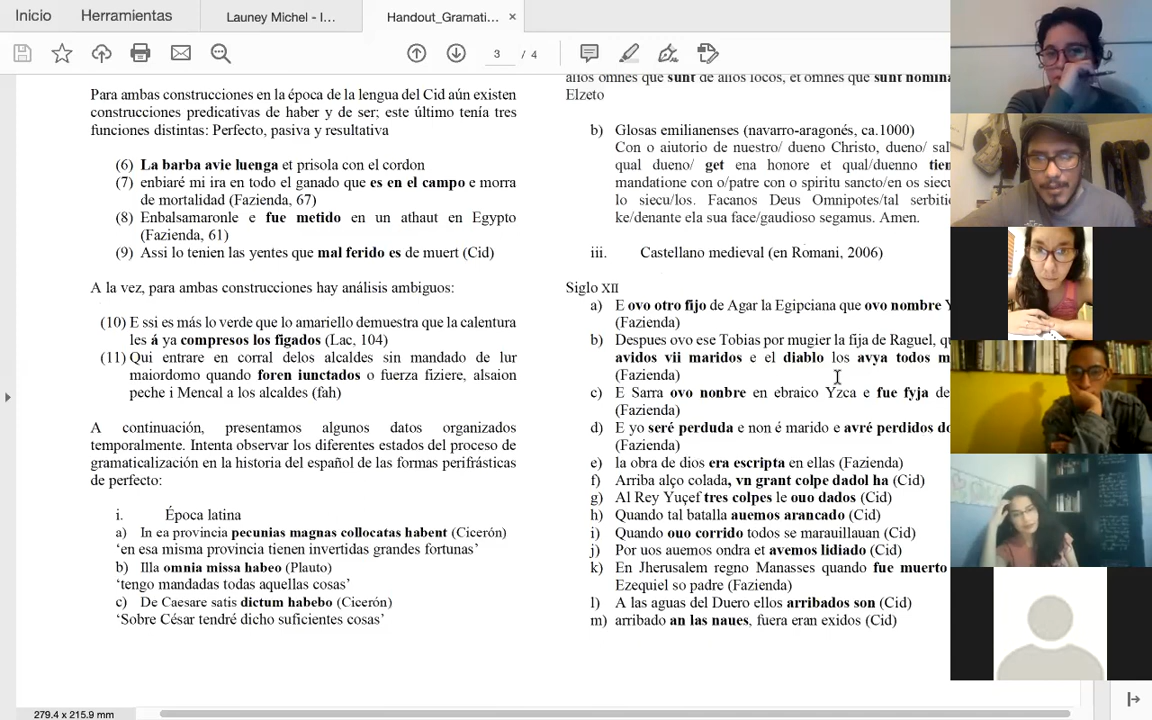 Inicio
Herramientas
Launey Michel - I...
Handout_Gramati...
3 / 4
Para ambas construcciones en la época de la lengua del Cid aún existen
construcciones predicativas de haber y de ser; este último tenía tres
funciones distintas: Perfecto, pasiva y resultativa
(6) La barba avie luenga et prisola con el cordon
(7) enbiaré mi ira en todo el ganado que es en el campo e morra
de mortalidad (Fazienda, 67)
(8) Enbalsamaronle e fue metido en un athaut en Egypto
(Fazienda, 61)
(9) Assi lo tenien las yentes que mal ferido es de muert (Cid)
A la vez, para ambas construcciones hay análisis ambiguos:
(10) E ssi es más lo verde que lo amariello demuestra que la calentura
les á ya compresos los figados (Lac, 104)
(11) Qui entrare en corral delos alcaldes sin mandado de lur
maiordomo quando foren iunctados o fuerza fiziere, alsaion
peche i Mencal a los alcaldes (fah)
A continuación, presentamos algunos datos organizados
temporalmente. Intenta observar los diferentes estados del proceso de
gramaticalización en la historia del español de las formas perifrásticas
de perfecto:
i. Época latina
a) In ea provincia pecunias magnas collocatas habent (Cicerón)
‘en esa misma provincia tienen invertidas grandes fortunas’
b) Illa omnia missa habeo (Plauto)
‘tengo mandadas todas aquellas cosas’
c) De Caesare satis dictum habebo (Cicerón)
‘Sobre César tendré dicho suficientes cosas’
279.4 x 215.9 mm
allos omnes que sunt de allos locos, et omnes que sunt nomina
Elzeto
b) Glosas emilianenses (navarro-aragonés, ca.1000)
Con o aiutorio de nuestro/ dueno Christo, dueno/ sal
qual dueno/ get ena honore et qual/duenno tien
mandatione con o/patre con o spiritu sancto/en os siecu
lo siecu/los. Facanos Deus Omnipotes/tal serbiti
ke/denante ela sua face/gaudioso segamus. Amen.
iii. Castellano medieval (en Romani, 2006)
Siglo XII
a) E ovo otro fijo de Agar la Egipciana que ovo nombre Y
(Fazienda)
b) Despues ovo ese Tobias por mugier la fija de Raguel, q
avidos vii maridos e el diablo los avya todos m
(Fazienda)
c) E Sarra ovo nonbre en ebraico Yzca e fue fyja de
(Fazienda)
d) E yo seré perduda e non é marido e avré perdidos do
(Fazienda)
e) la obra de dios era escripta en ellas (Fazienda)
f) Arriba alço colada, vn grant colpe dadol ha (Cid)
g) Al Rey Yuçef tres colpes le ouo dados (Cid)
h) Quando tal batalla auemos arancado (Cid)
i) Quando ouo corrido todos se marauillauan (Cid)
j) Por uos auemos ondra et avemos lidiado (Cid)
k) En Jherusalem regno Manasses quando fue muerto
Ezequiel so padre (Fazienda)
l) A las aguas del Duero ellos arribados son (Cid)
m) arribado an las naues, fuera eran exidos (Cid)